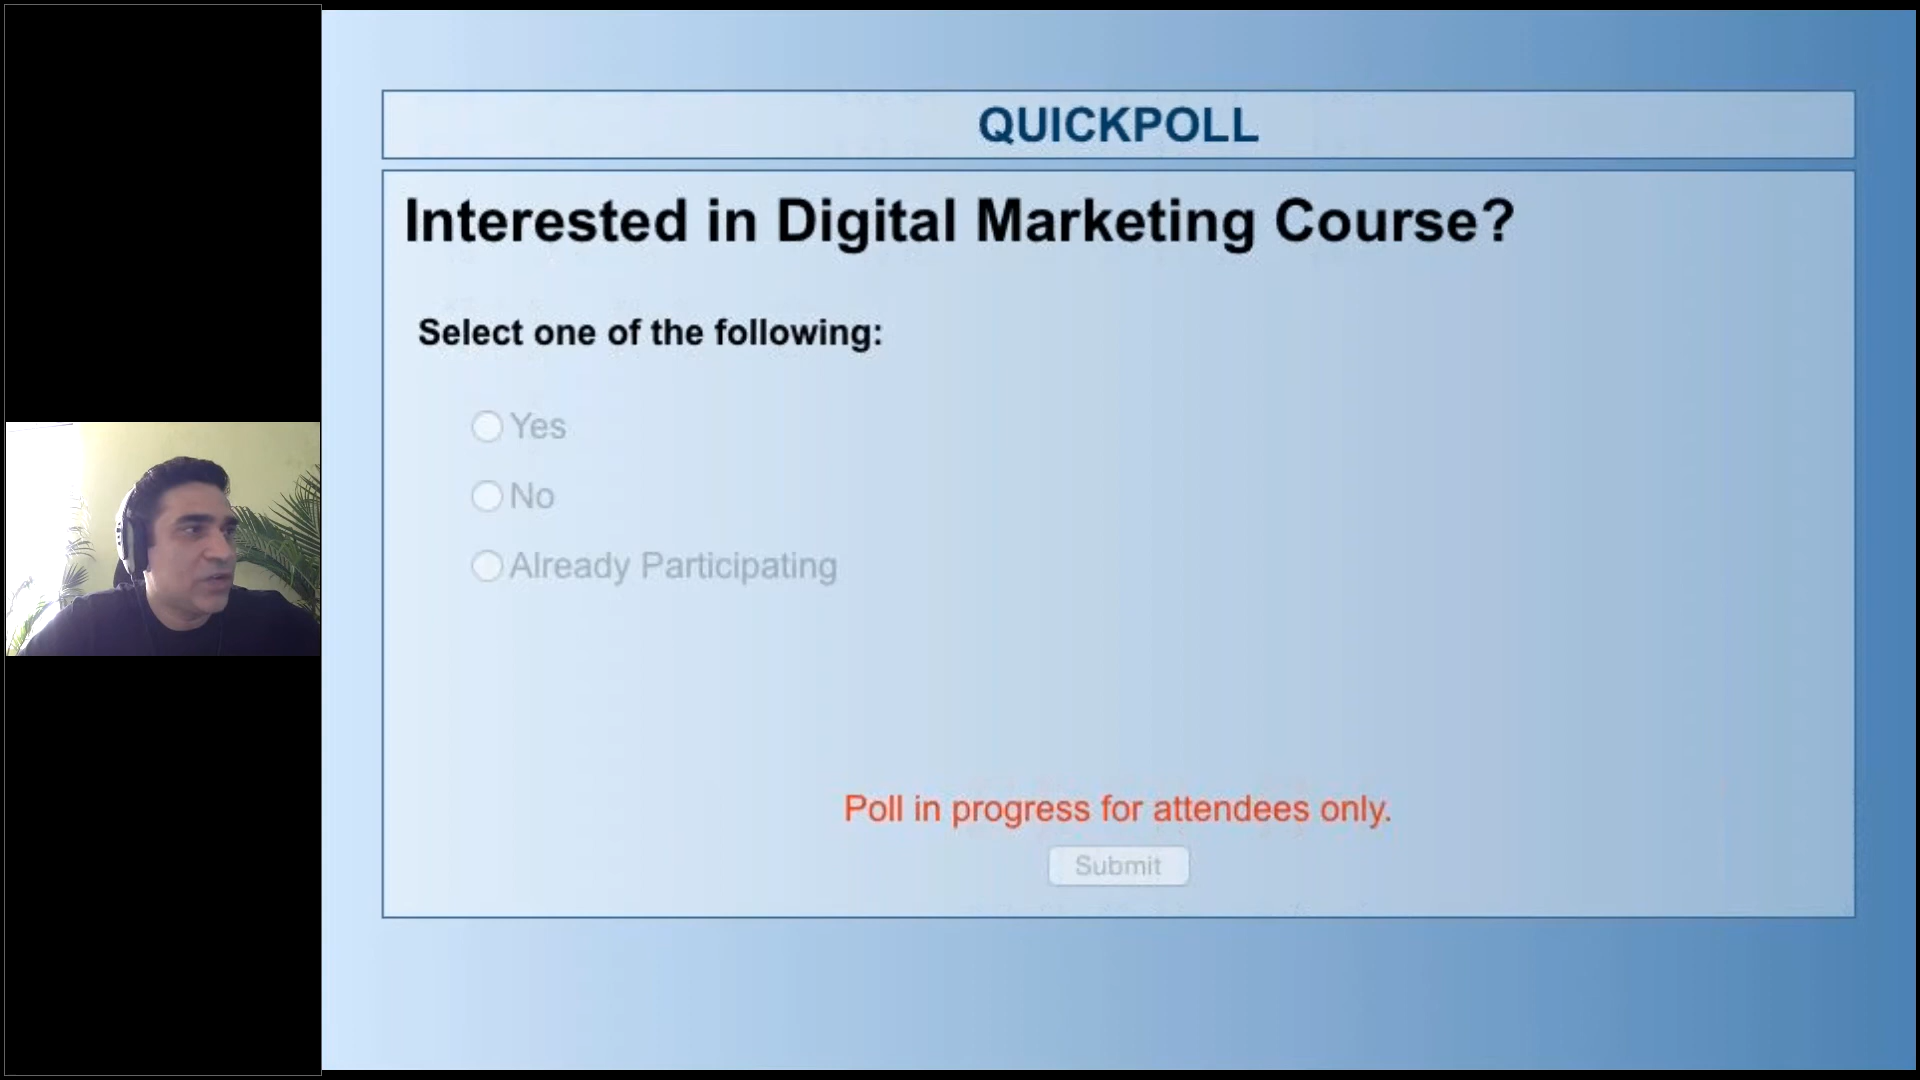 QUICKPOLL
Interested in Digital Marketing Course?
Select one of the following:
Yes
No
Already Participating
Poll in progress for attendees only.
Submit